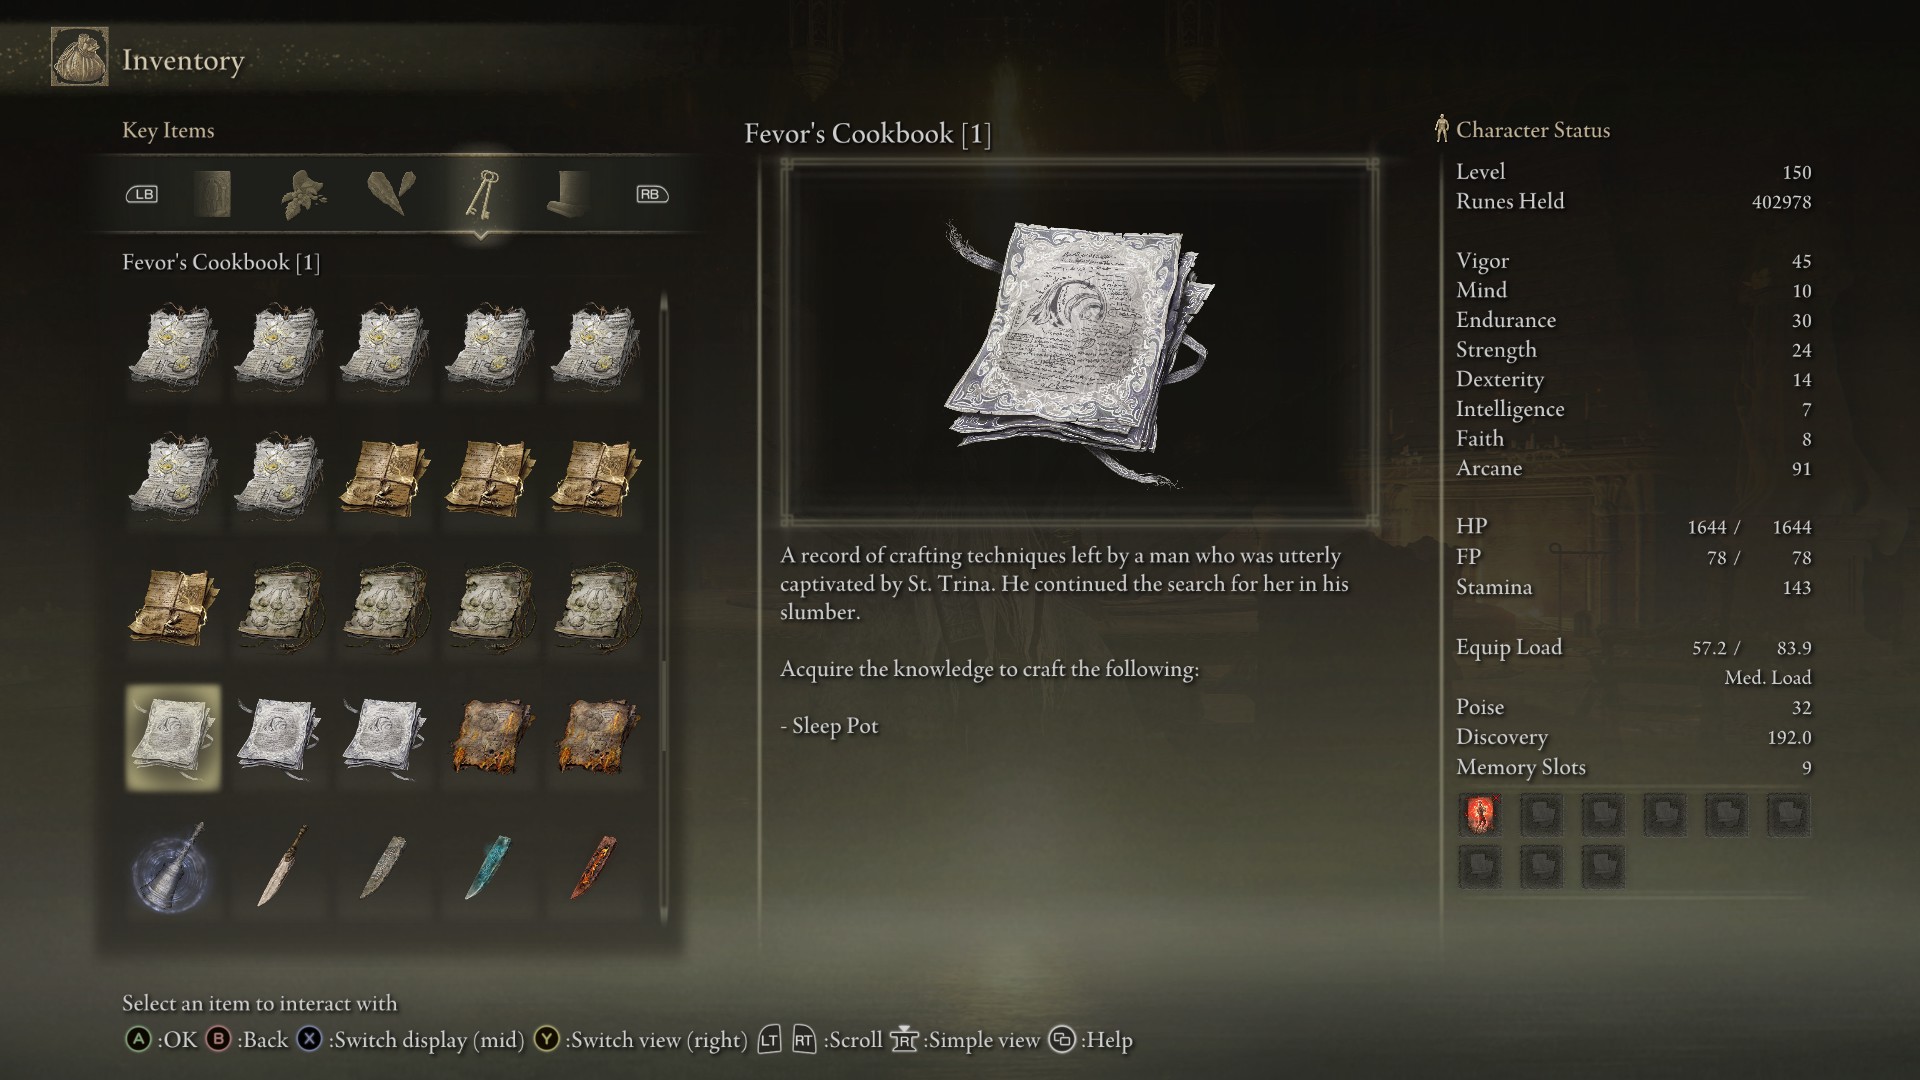 Inventory
Key Items
LB
RB
Fevor's Cookbook [1]
Fevor's Cookbook [1]
A record of crafting techniques left by a man who was utterly
captivated by St. Trina. He continued the search for her in his
slumber.
Acquire the knowledge to craft the following:
- Sleep Pot
Character Status
Level 150
Runes Held 402978
Vigor 45
Mind 10
Endurance 30
Strength 24
Dexterity 14
Intelligence 7
Faith 8
Arcane 91
HP 1644 / 1644
FP 78 / 78
Stamina 143
Equip Load 57.2 / 83.9
Med. Load
Poise 32
Discovery 192.0
Memory Slots 9
Select an item to interact with
A :OK B :Back X :Switch display (mid) Y :Switch view (right) LT RT :Scroll R :Simple view :Help